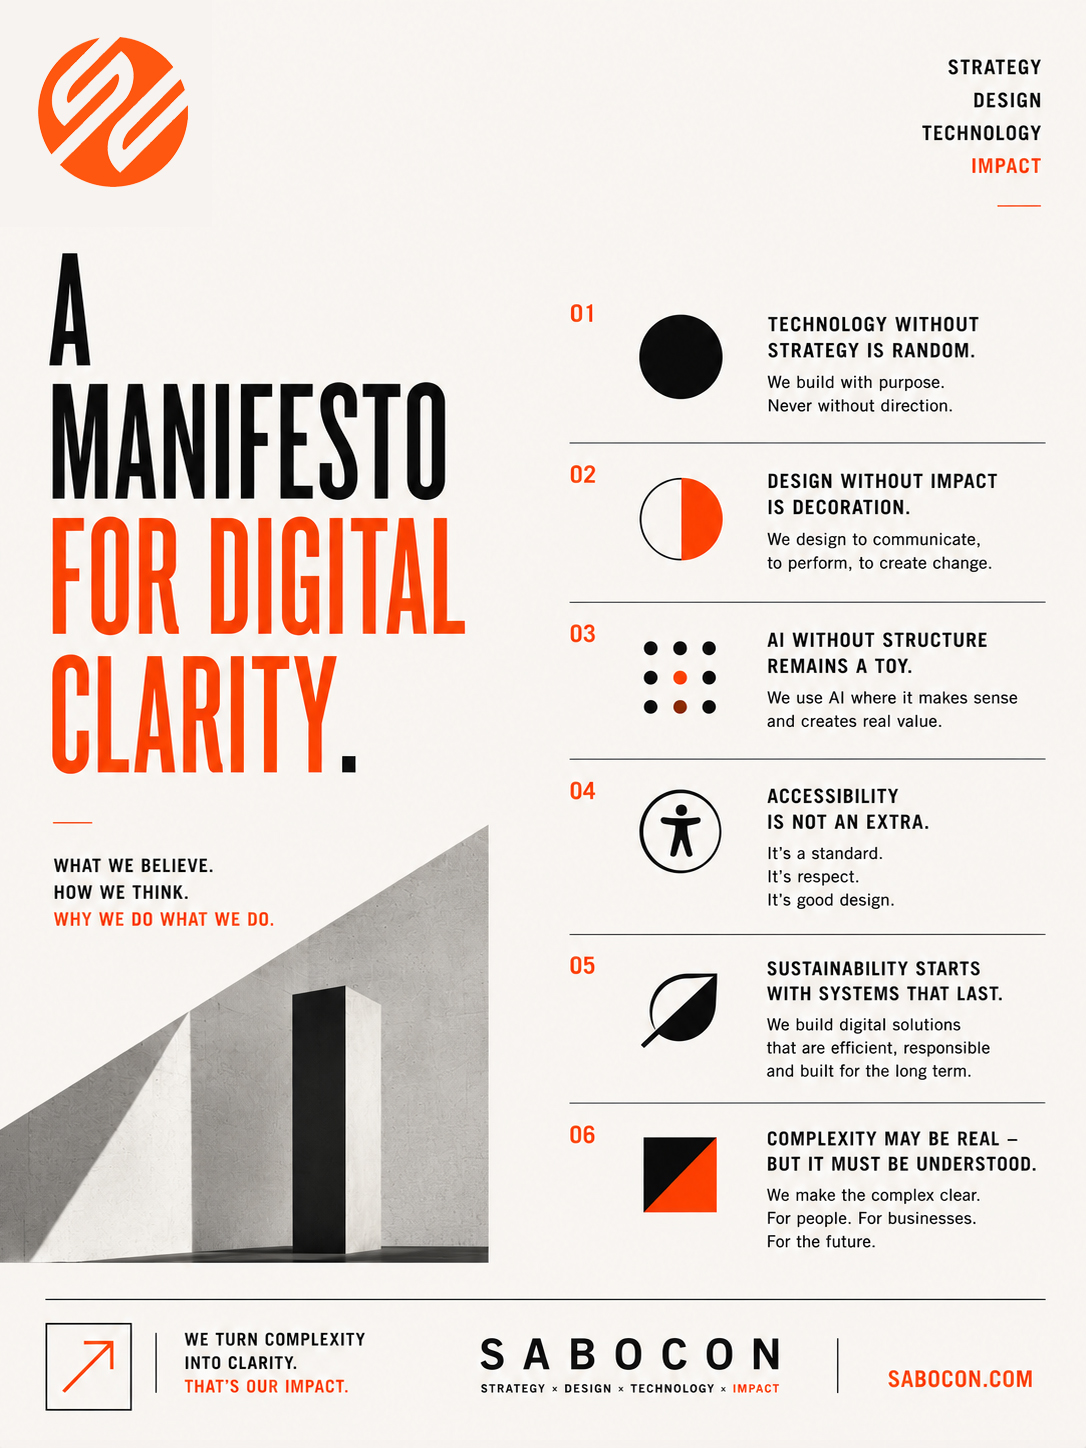 STRATEGY
DESIGN
TECHNOLOGY
IMPACT
A
MANIFESTO
FOR DIGITAL
CLARITY.
WHAT WE BELIEVE.
HOW WE THINK.
WHY WE DO WHAT WE DO.
01
TECHNOLOGY WITHOUT
STRATEGY IS RANDOM.
We build with purpose.
Never without direction.
02
DESIGN WITHOUT IMPACT
IS DECORATION.
We design to communicate,
to perform, to create change.
03
AI WITHOUT STRUCTURE
REMAINS A TOY.
We use AI where it makes sense
and creates real value.
04
ACCESSIBILITY
IS NOT AN EXTRA.
It's a standard.
It's respect.
It's good design.
05
SUSTAINABILITY STARTS
WITH SYSTEMS THAT LAST.
We build digital solutions
that are efficient, responsible
and built for the long term.
06
COMPLEXITY MAY BE REAL –
BUT IT MUST BE UNDERSTOOD.
We make the complex clear.
For people. For businesses.
For the future.
WE TURN COMPLEXITY
INTO CLARITY.
THAT'S OUR IMPACT.
SABOCON
STRATEGY × DESIGN × TECHNOLOGY × IMPACT
SABOCON.COM